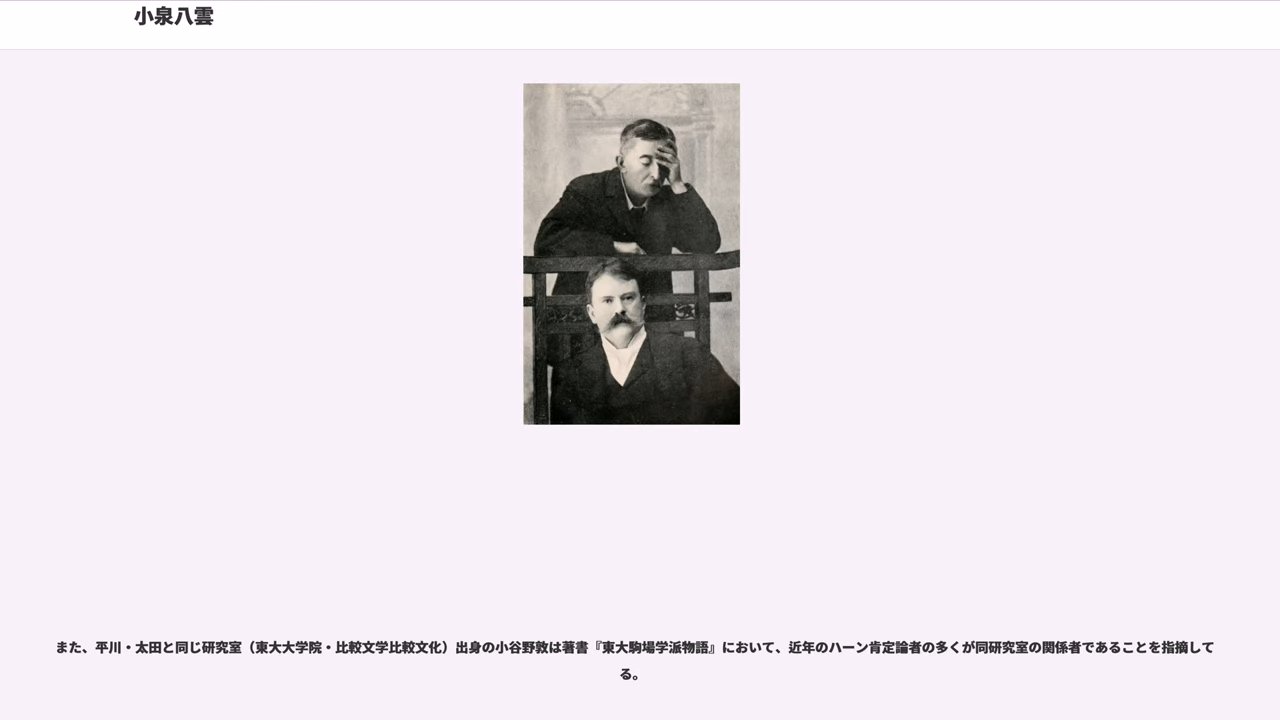 小泉八雲
また、平川・太田と同じ研究室（東大大学院・比較文学比較文化）出身の小谷野敦は著書『東大駒場学派物語』において、近年のハーン肯定論者の多くが同研究室の関係者であることを指摘して
る。